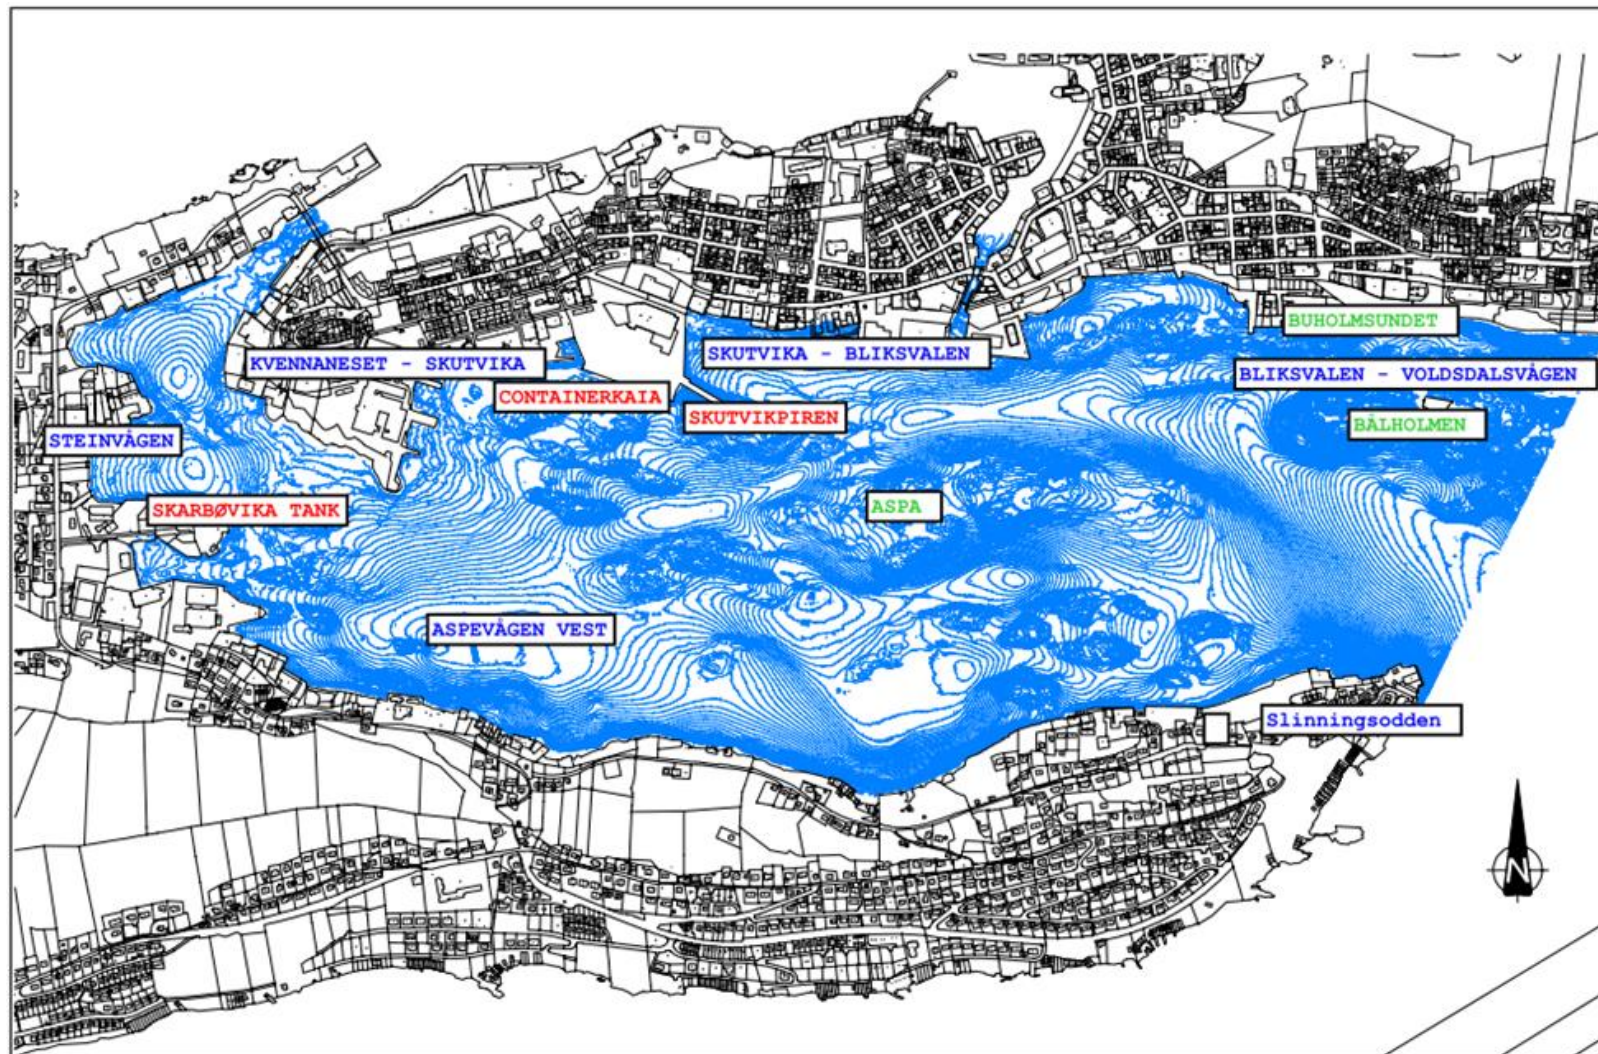 BUHOLMSUNDET
KVENNANESET - SKUTVIKA
SKUTVIKA - BLIKSVALEN
BLIKSVALEN - VOLDSDALSVÅGEN
CONTAINERKAIA
SKUTVIKPIREN
BÅLHOLMEN
STEINVÅGEN
SKARBØVIKA TANK
ASPA
ASPEVÅGEN VEST
Slinningsodden
N